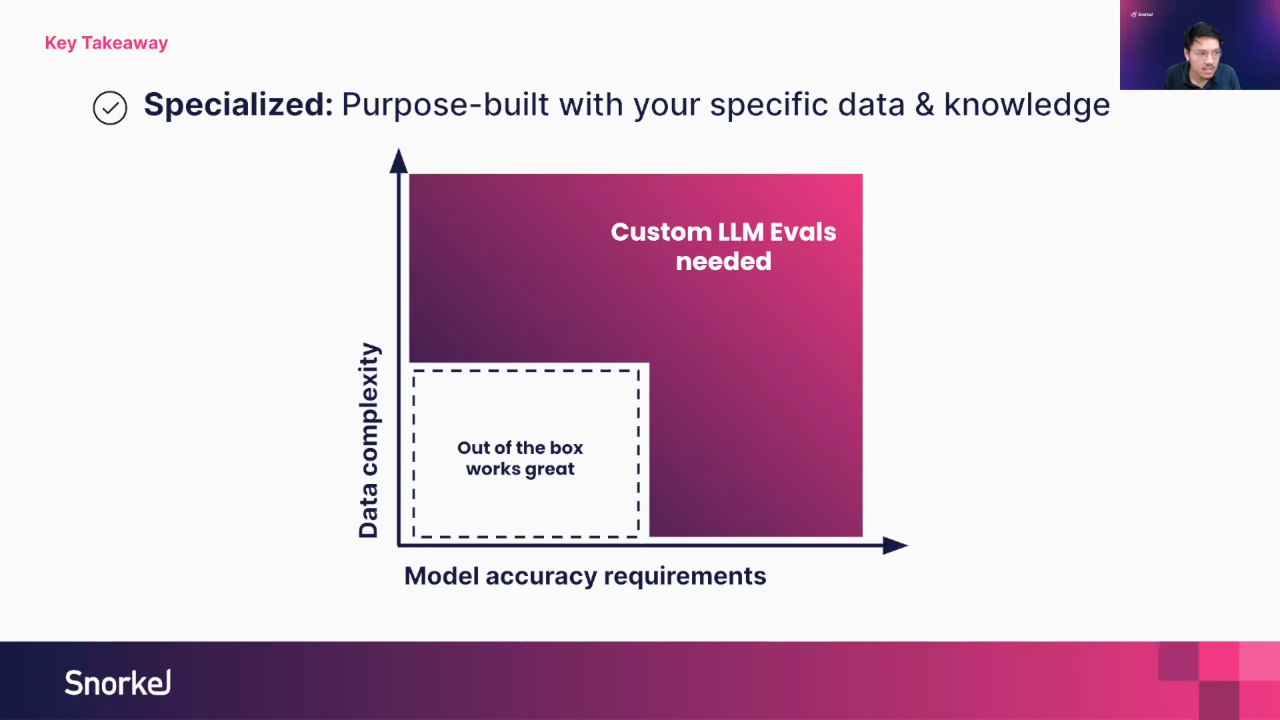 Key Takeaway
Specialized: Purpose-built with your specific data & knowledge
Custom LLM Evals
needed
Out of the box
works great
Data complexity
Model accuracy requirements
Snorkel
Snorkel